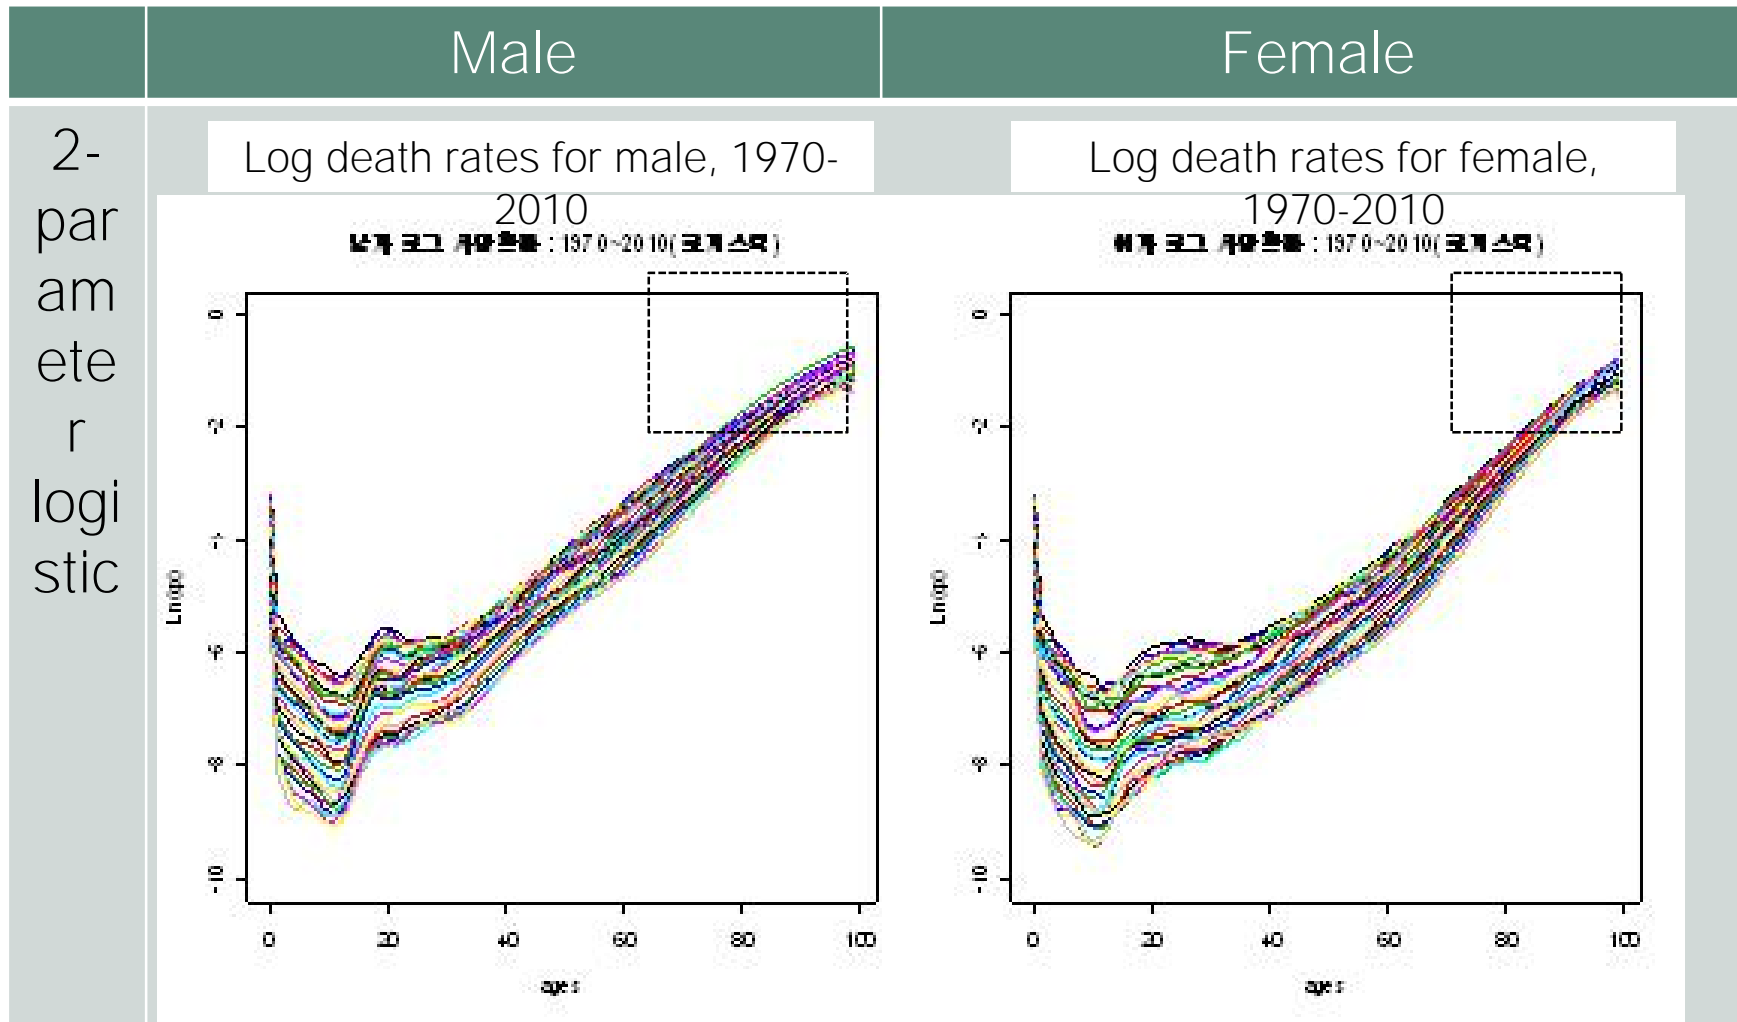 Male
Female
2-
par
am
ete
r
logi
stic
Log death rates for male, 1970-
2010
: 1970~2010(
0
-2
-4
-6
-8
-10
0
20
40
60
80
100
ages
Log death rates for female,
1970-2010
: 1970~2010(
0
-2
-4
-6
-8
-10
0
20
40
60
80
100
ages